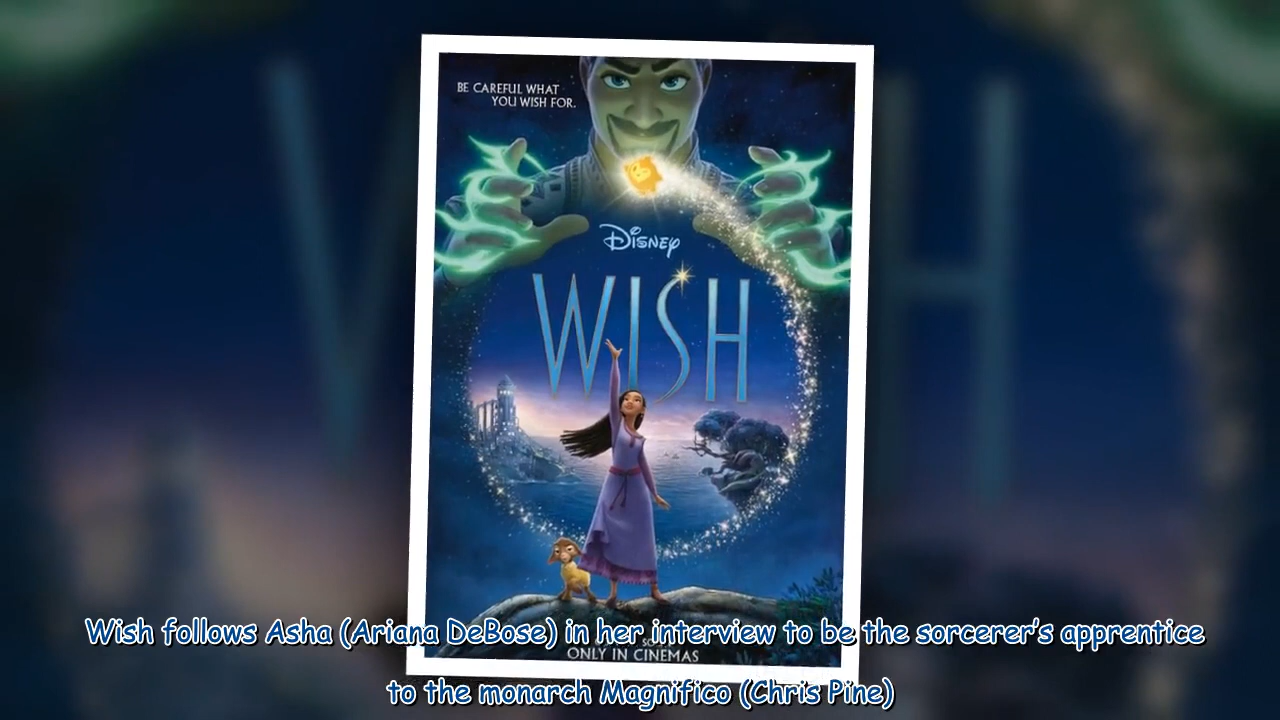 BE CAREFUL WHAT
YOU WISH FOR.
Disney
WISH
Wish follows Asha (Ariana DeBose) in her interview to be the sorcerer's apprentice
ONLY IN CINEMAS
to the monarch Magnifico (Chris Pine)